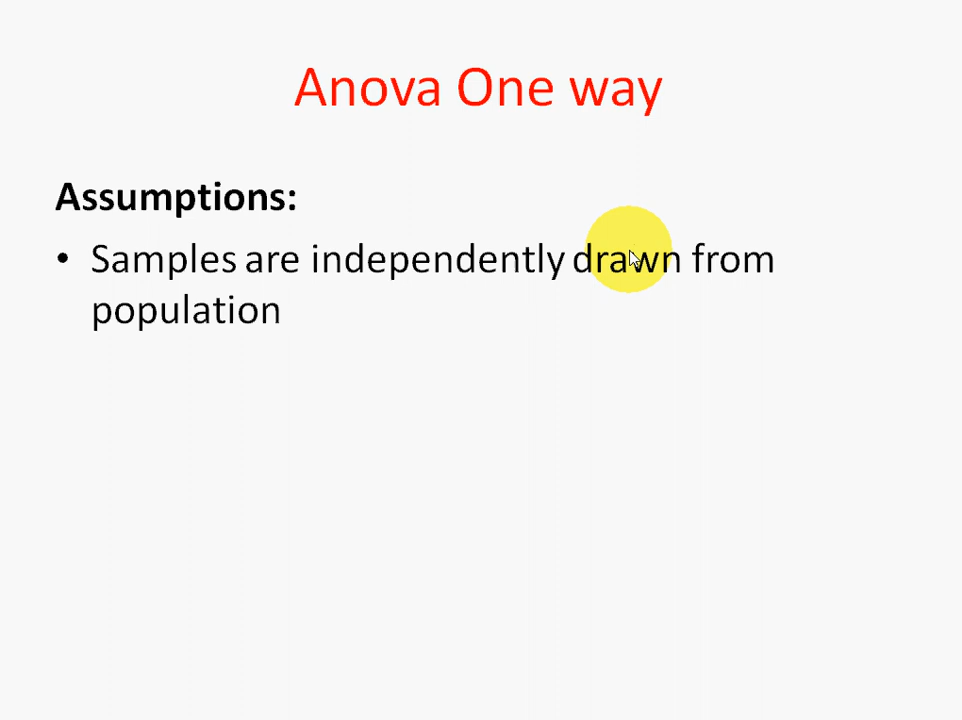 Anova One way
Assumptions:
• Samples are independently drawn from
population